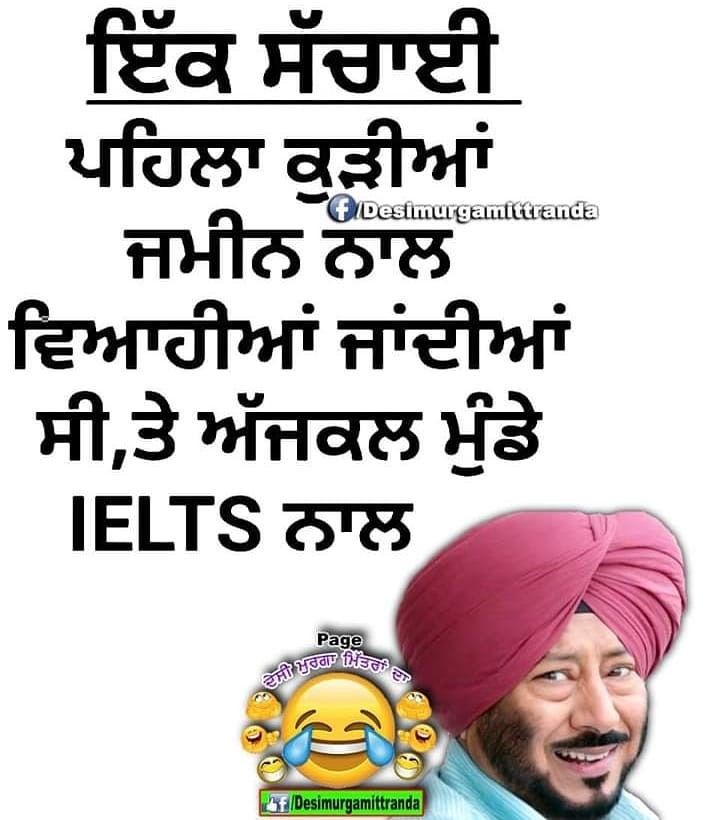 ਇੱਕ ਸੱਚਾਈ
ਪਹਿਲਾ ਕੁੜੀਆਂ
f/Desimurgamittranda
ਜਮੀਨ ਨਾਲ
ਵਿਆਹੀਆਂ ਜਾਂਦੀਆਂ
ਸੀ,ਤੇ ਅੱਜਕਲ ਮੁੰਡੇ
IELTS ਨਾਲ
Page
ਦੇਸੀ ਮੁਰਗਾ ਮਿੱਤਰਾਂ ਦਾ
f/Desimurgamittranda